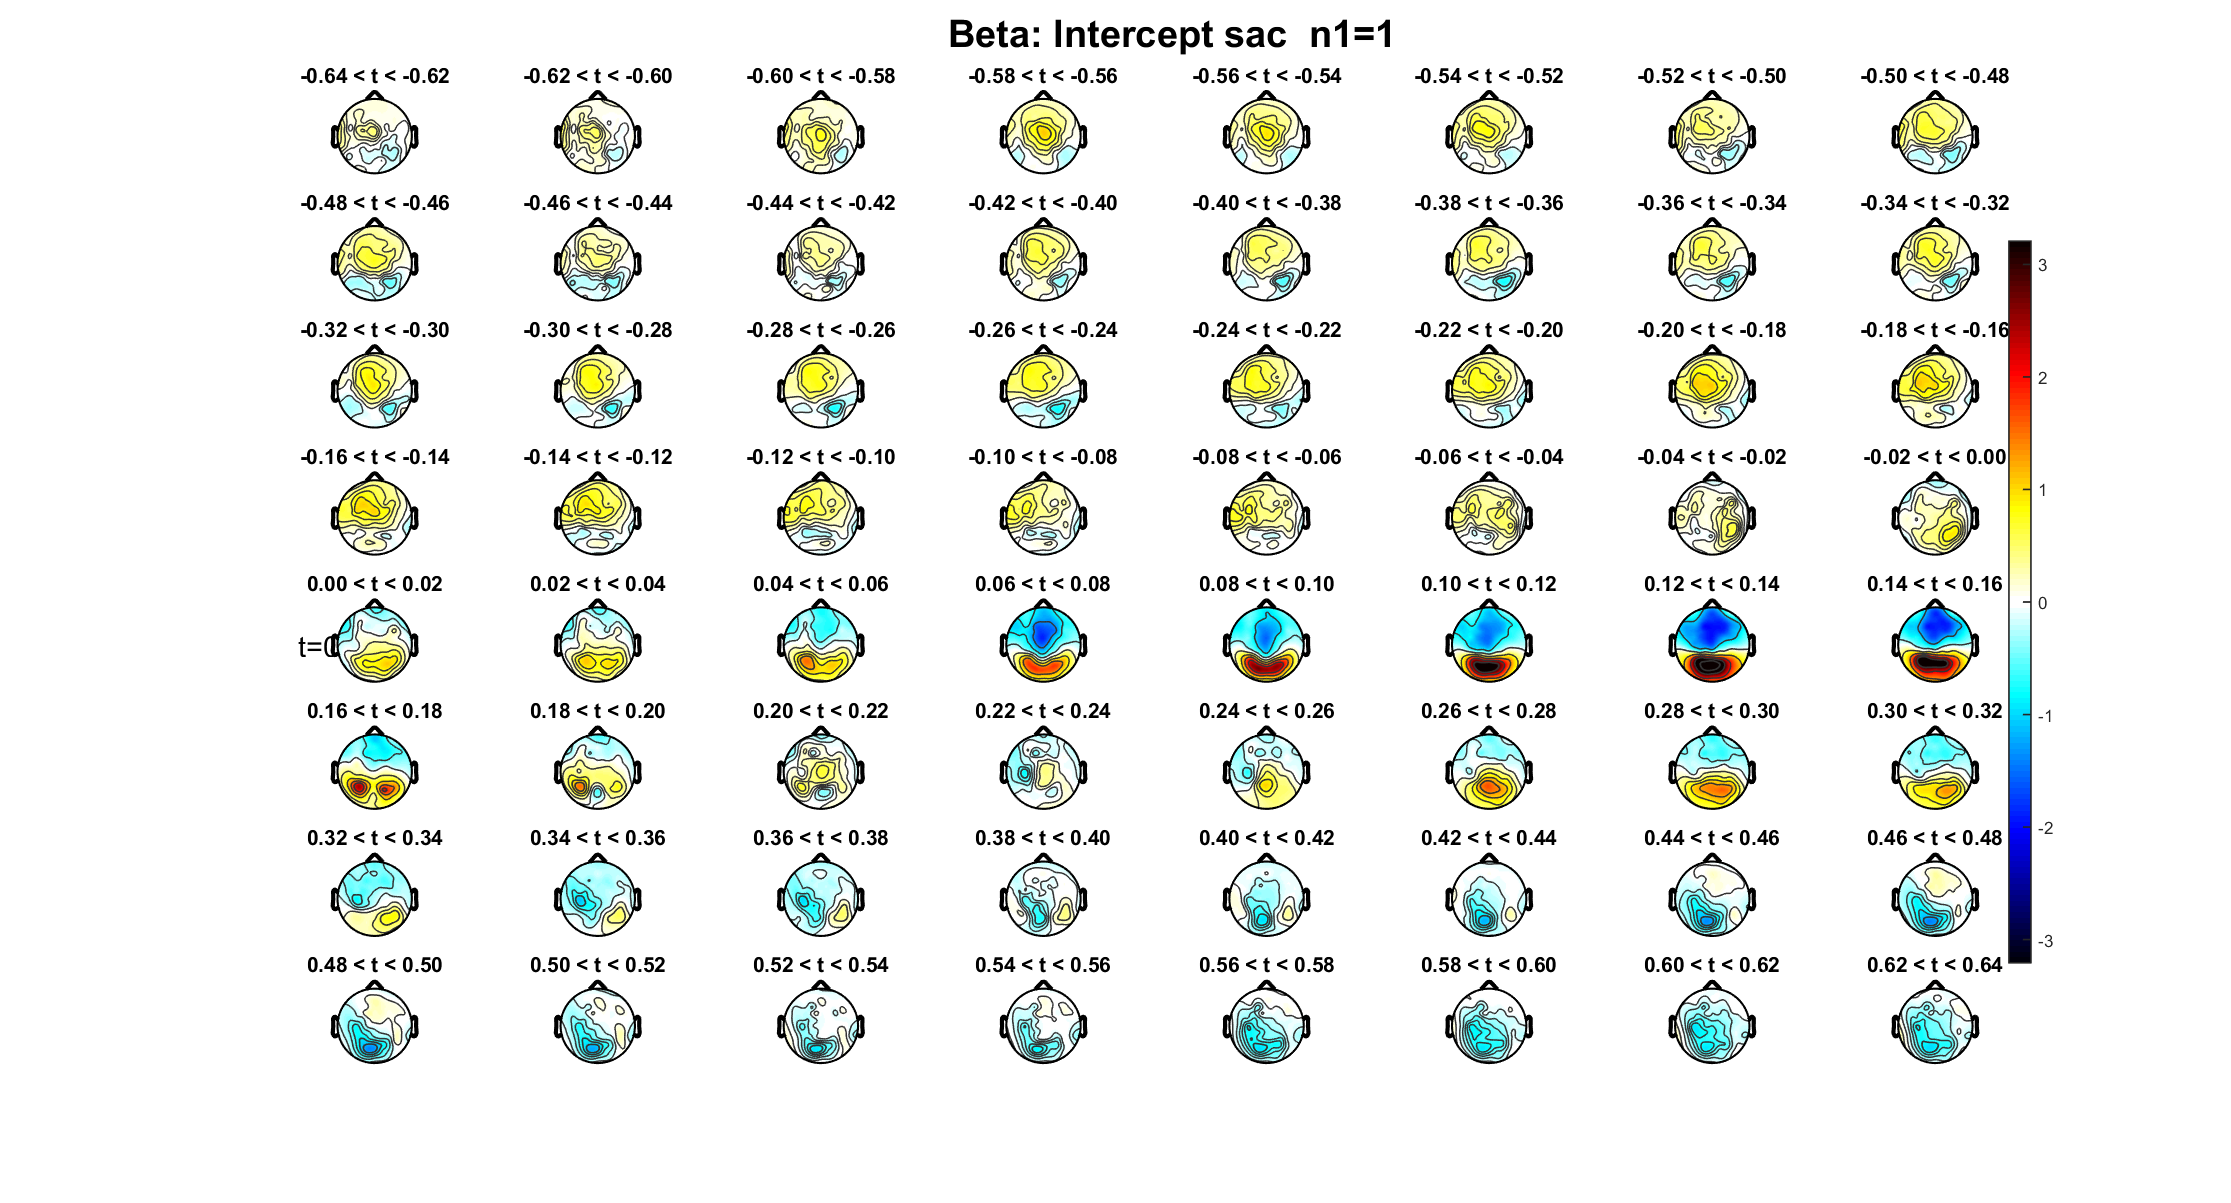 Beta: Intercept sac  n1=1
-0.64 < t < -0.62 -0.62 < t < -0.60 -0.60 < t < -0.58 -0.58 < t < -0.56 -0.56 < t < -0.54 -0.54 < t < -0.52 -0.52 < t < -0.50 -0.50 < t < -0.48
-0.48 < t < -0.46 -0.46 < t < -0.44 -0.44 < t < -0.42 -0.42 < t < -0.40 -0.40 < t < -0.38 -0.38 < t < -0.36 -0.36 < t < -0.34 -0.34 < t < -0.32
3
-0.32 < t < -0.30 -0.30 < t < -0.28 -0.28 < t < -0.26 -0.26 < t < -0.24 -0.24 < t < -0.22 -0.22 < t < -0.20 -0.20 < t < -0.18 -0.18 < t < -0.16
2
-0.16 < t < -0.14 -0.14 < t < -0.12 -0.12 < t < -0.10 -0.10 < t < -0.08 -0.08 < t < -0.06 -0.06 < t < -0.04 -0.04 < t < -0.02 -0.02 < t < 0.00
1
0.00 < t < 0.02 0.02 < t < 0.04 0.04 < t < 0.06 0.06 < t < 0.08 0.08 < t < 0.10 0.10 < t < 0.12 0.12 < t < 0.14 0.14 < t < 0.16
0
t=0
0.16 < t < 0.18 0.18 < t < 0.20 0.20 < t < 0.22 0.22 < t < 0.24 0.24 < t < 0.26 0.26 < t < 0.28 0.28 < t < 0.30 0.30 < t < 0.32
-1
0.32 < t < 0.34 0.34 < t < 0.36 0.36 < t < 0.38 0.38 < t < 0.40 0.40 < t < 0.42 0.42 < t < 0.44 0.44 < t < 0.46 0.46 < t < 0.48
-2
-3
0.48 < t < 0.50 0.50 < t < 0.52 0.52 < t < 0.54 0.54 < t < 0.56 0.56 < t < 0.58 0.58 < t < 0.60 0.60 < t < 0.62 0.62 < t < 0.64